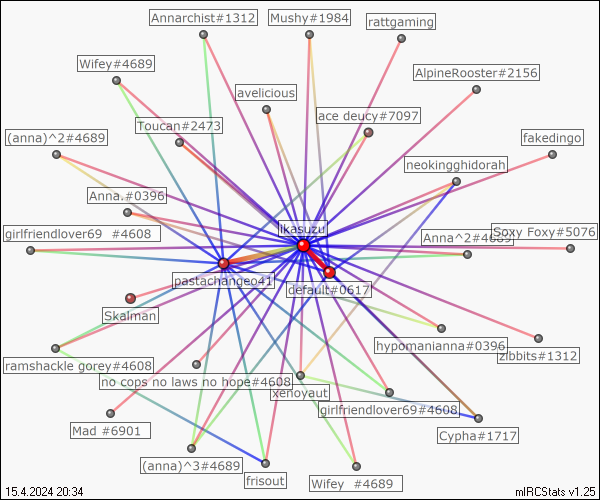 Annarchist#1312
Mushy#1984
rattgaming
Wifey#4689
AlpineRooster#2156
avelicious
ace deucy#7097
Toucan#2473
(anna)^2#4689
fakedingo
neokingghidorah
Anna.#0396
girlfriendlover69 #4608
Ikasuzu
Anna^2#4689
Soxy Foxy#5076
pastachangeo41
default#0617
Skalman
hypomanianna#0396
zibbits#1312
ramshackle gorey#4608
no cops no laws no hope#4608
xenoyaut
girlfriendlover69#4608
Mad #6901
Cypha#1717
(anna)^3#4689
frisout
Wifey #4689
15.4.2024 20:34
mIRCStats v1.25